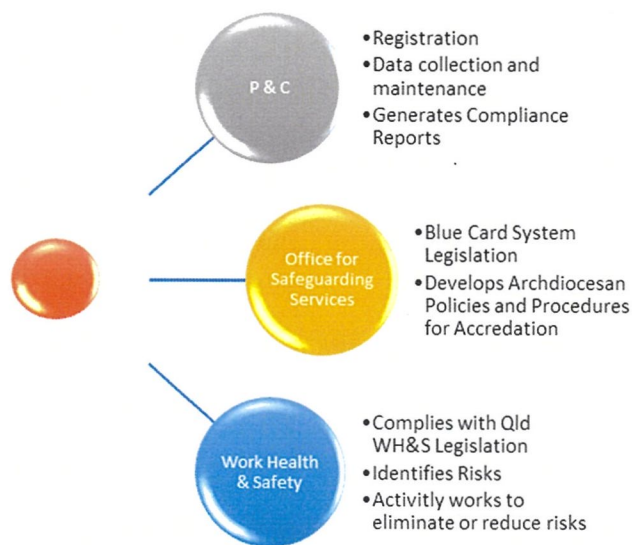 P & C
•Registration
•Data collection and
maintenance
•Generates Compliance
Reports
Office for
Safeguarding
Services
•Blue Card System
Legislation
•Develops Archdiocesan
Policies and Procedures
for Accredation
Work Health
& Safety
•Complies with Qld
WH&S Legislation
•Identifies Risks
•Activitly works to
eliminate or reduce risks